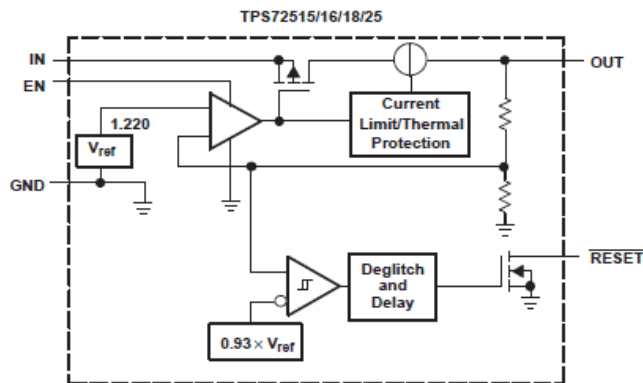 TPS72515/16/18/25
IN
OUT
EN
Current
Limit/Thermal
Protection
1.220
Vref
GND
RESET
Deglitch
and
Delay
0.93 × Vref